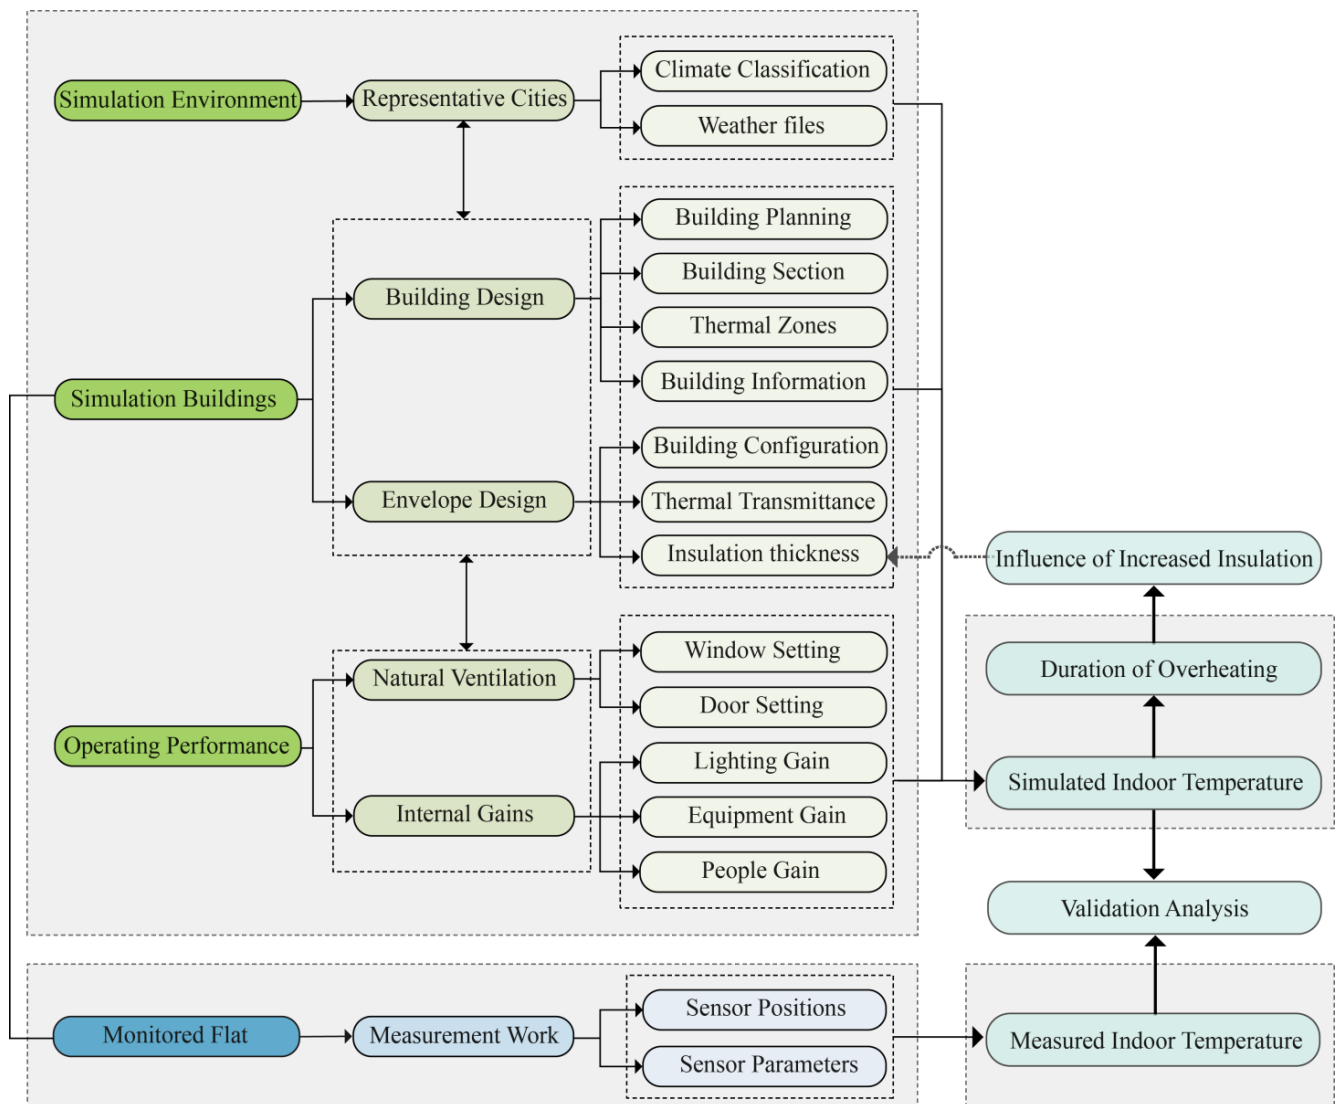 Simulation Environment
Representative Cities
Climate Classification
Weather files
Simulation Buildings
Building Design
Building Planning
Building Section
Thermal Zones
Building Information
Envelope Design
Building Configuration
Thermal Transmittance
Insulation thickness
Operating Performance
Natural Ventilation
Window Setting
Door Setting
Internal Gains
Lighting Gain
Equipment Gain
People Gain
Influence of Increased Insulation
Duration of Overheating
Simulated Indoor Temperature
Validation Analysis
Monitored Flat
Measurement Work
Sensor Positions
Sensor Parameters
Measured Indoor Temperature